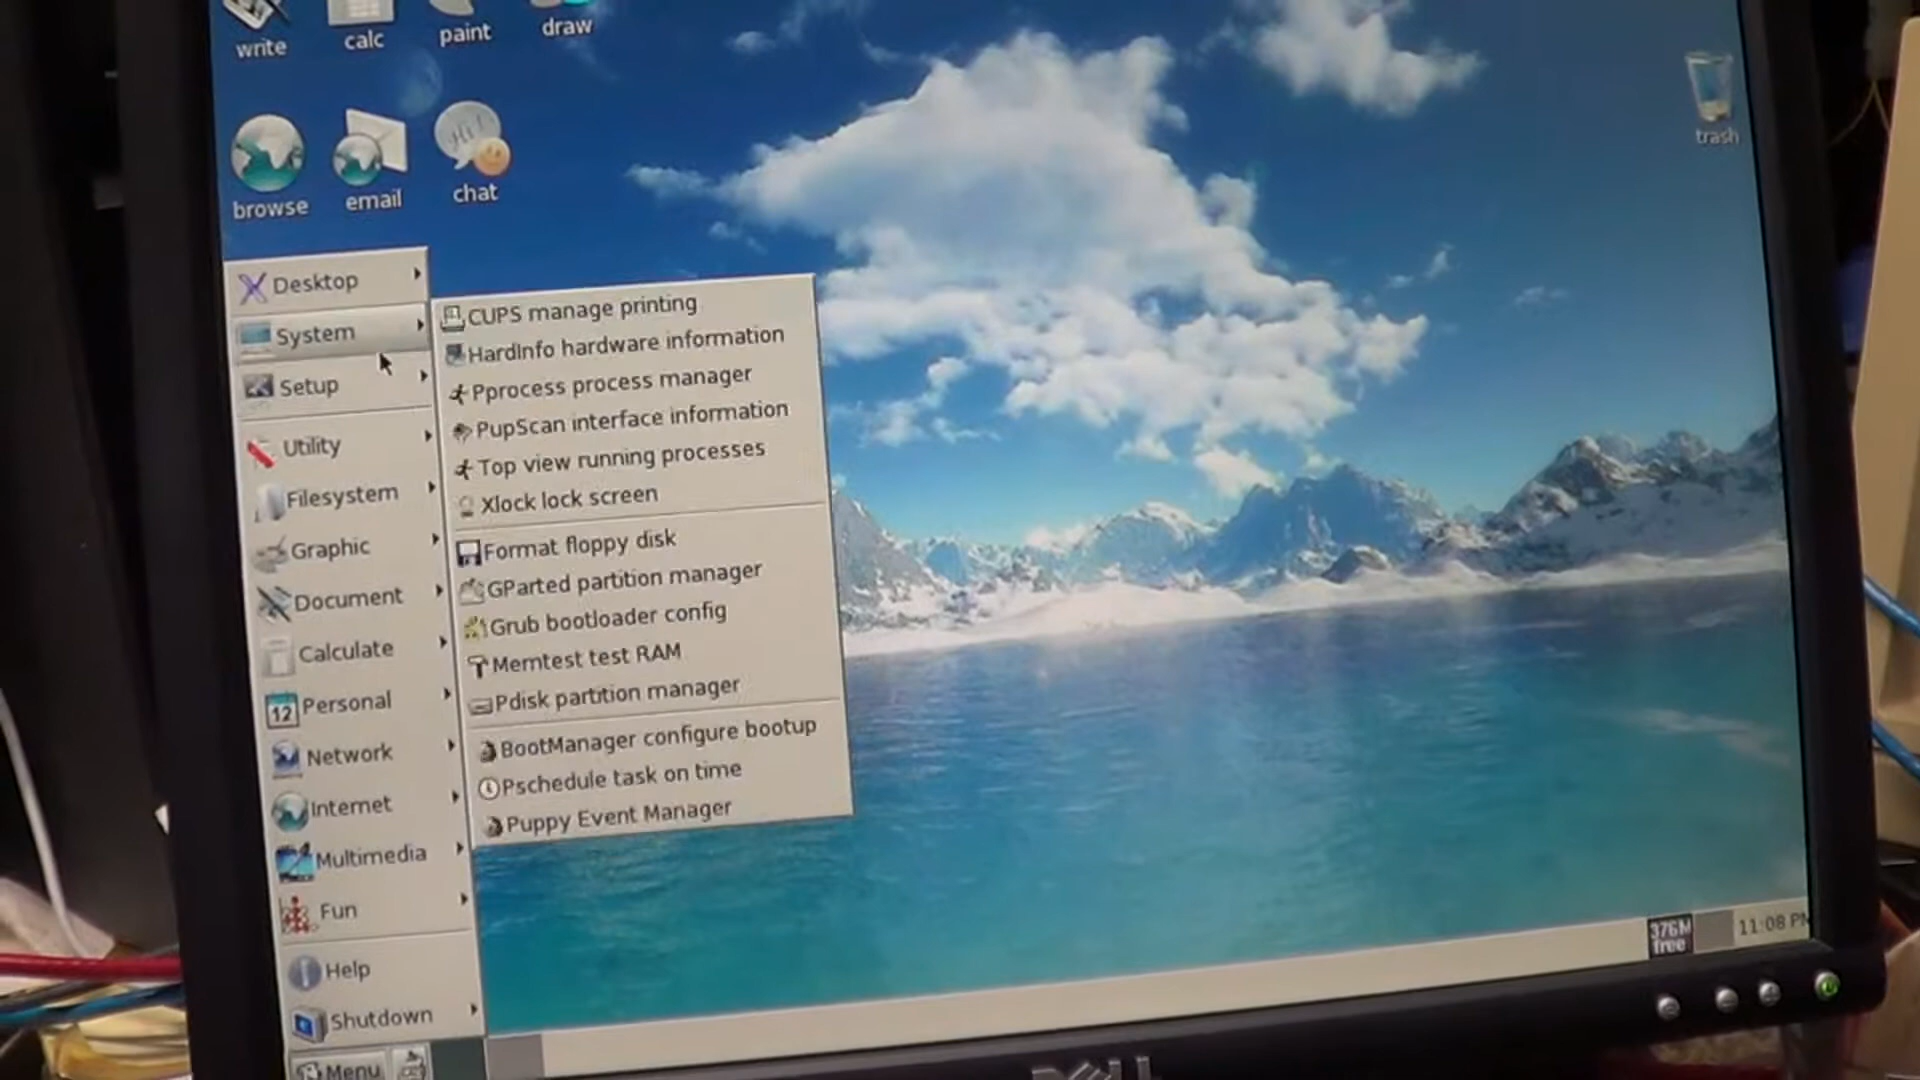 write
calc
paint
draw
trash
browse
email
Hi!
chat
Desktop
System
Setup
Utility
Filesystem
Graphic
Document
Calculate
12
Personal
Network
Internet
Multimedia
Fun
Help
Shutdown
Menu
CUPS manage printing
HardInfo hardware information
Pprocess process manager
PupScan interface information
Top view running processes
Xlock lock screen
Format floppy disk
GParted partition manager
Grub bootloader config
Memtest test RAM
Pdisk partition manager
BootManager configure bootup
Pschedule task on time
Puppy Event Manager
376M
free
11:08 PM
DELL